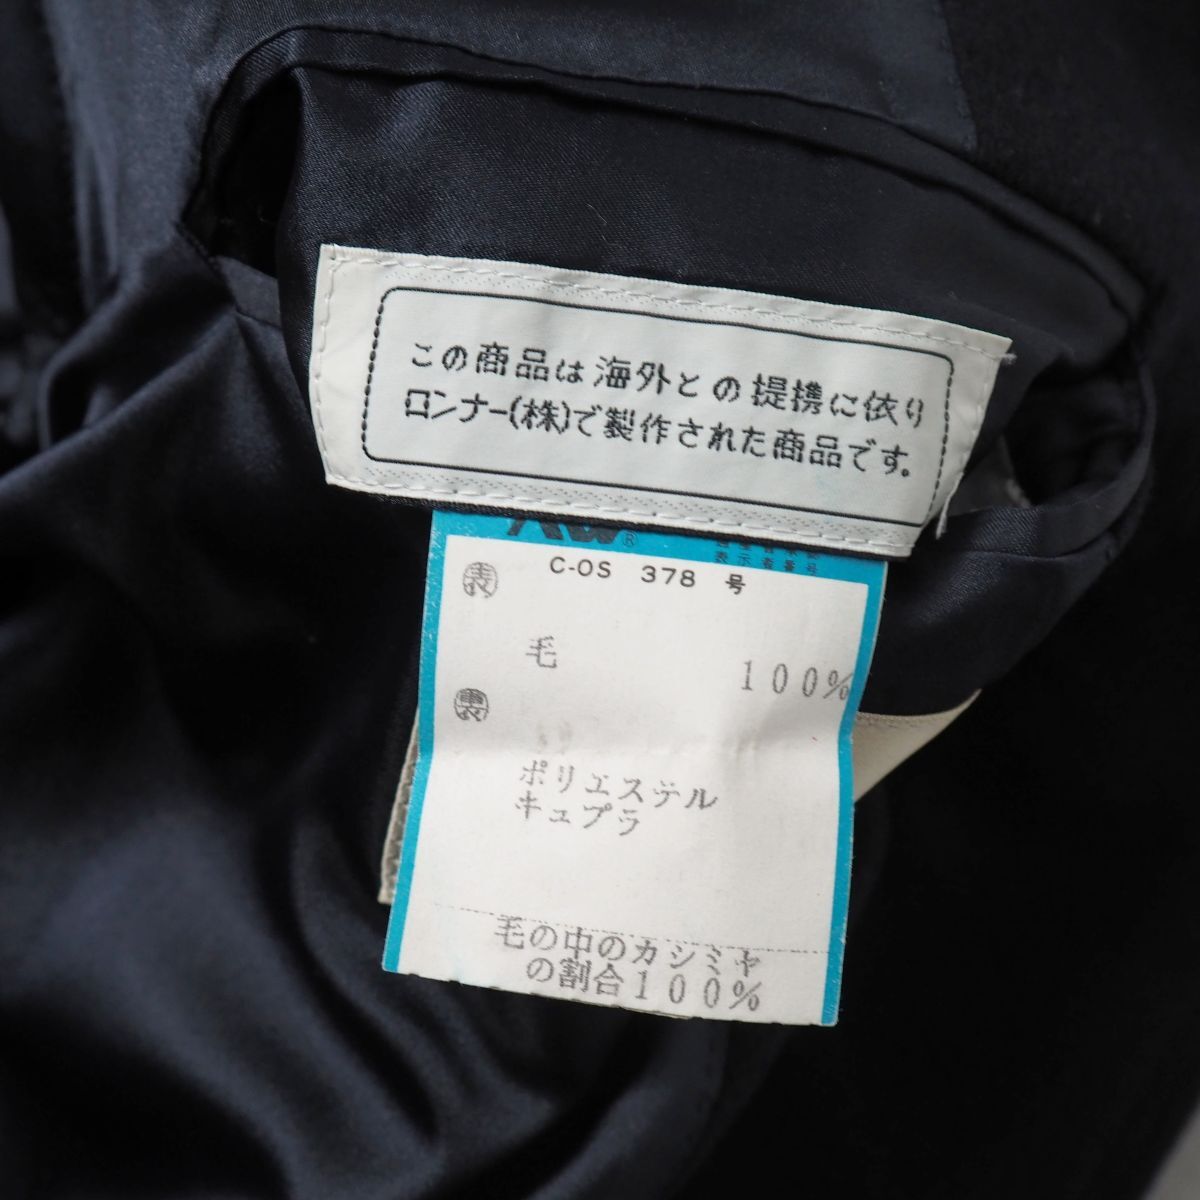 この商品は海外との提携に依り
ロンナー(株)で製作された商品です。
C-OS 378 号
表
毛 100%
裏
ポリエステル
キュプラ
毛の中のカシミヤ
の割合100%